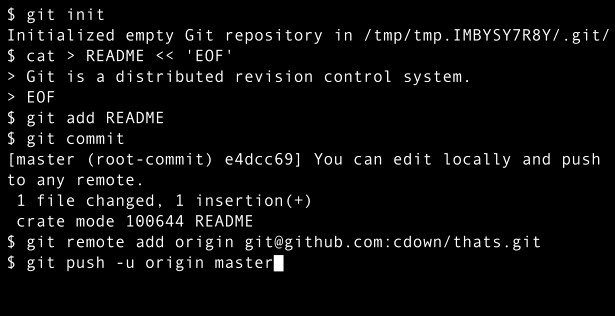 $ git init
Initialized empty Git repository in /tmp/tmp.IMBYSY7R8Y/.git/
$ cat > README << 'EOF'
> Git is a distributed revision control system.
> EOF
$ git add README
$ git commit
[master (root-commit) e4dcc69] You can edit locally and push
to any remote.
 1 file changed, 1 insertion(+)
 crate mode 100644 README
$ git remote add origin git@github.com:cdown/thats.git
$ git push -u origin master